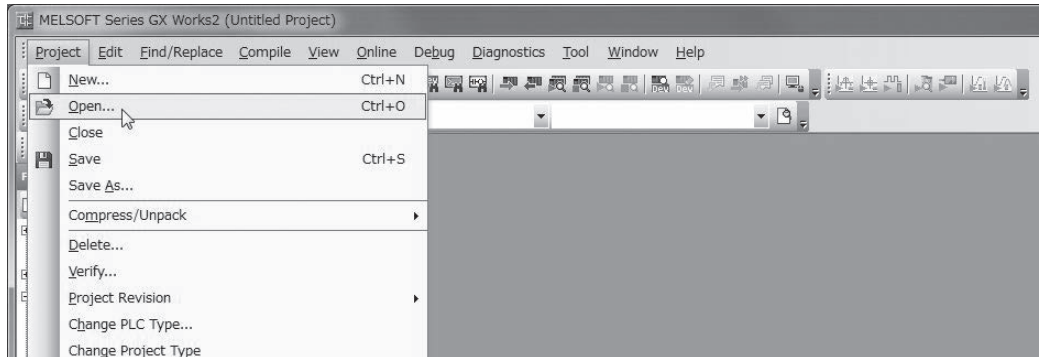 MELSOFT Series GX Works2 (Untitled Project)
Project Edit Find/Replace Compile View Online Debug Diagnostics Tool Window Help
New... Ctrl+N
Open... Ctrl+O
Close
Save Ctrl+S
Save As...
Compress/Unpack
Delete...
Verify...
Project Revision
Change PLC Type...
Change Project Type